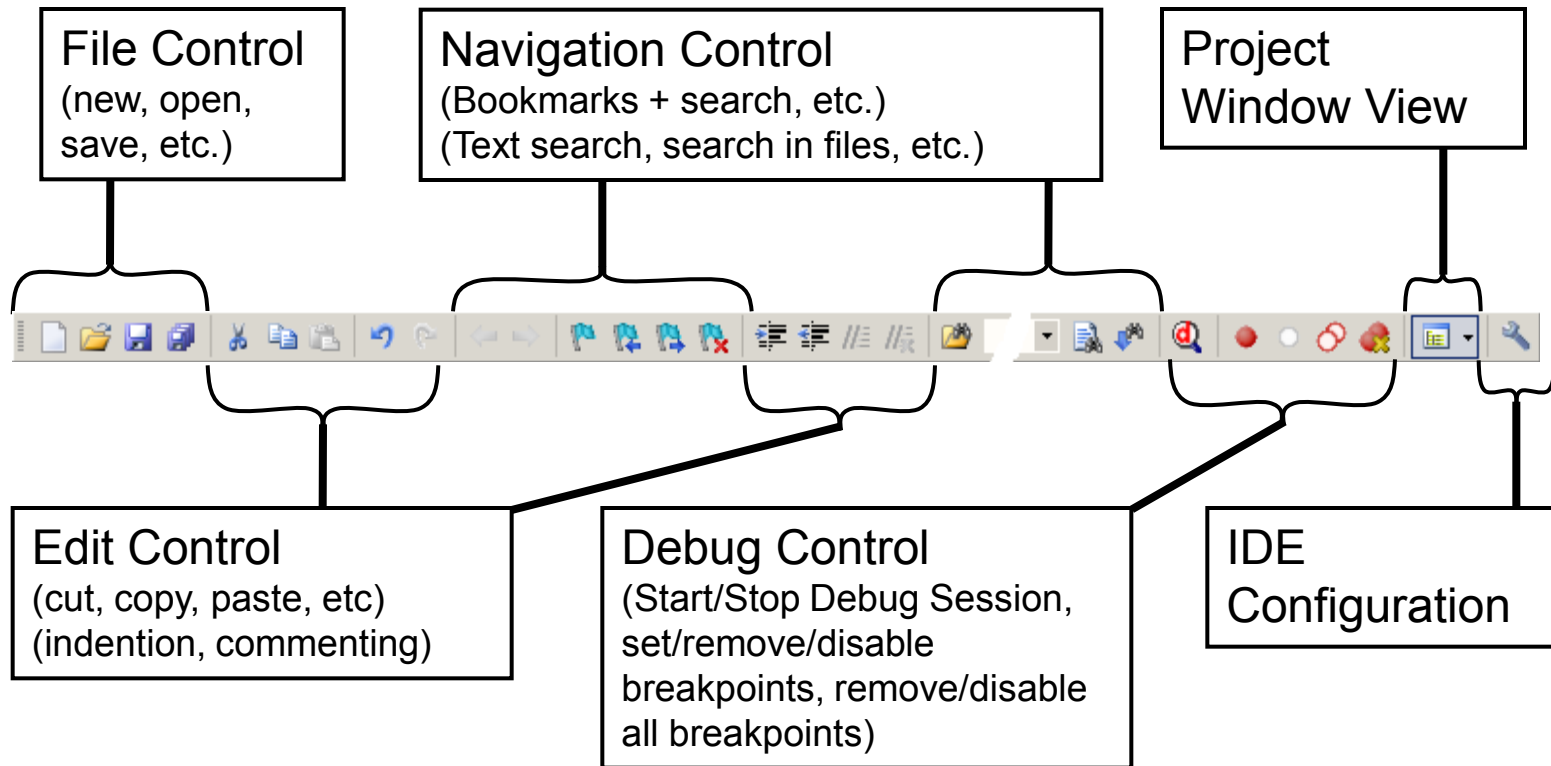 File Control
(new, open,
save, etc.)
Navigation Control
(Bookmarks + search, etc.)
(Text search, search in files, etc.)
Project
Window View
Edit Control
(cut, copy, paste, etc)
(indention, commenting)
Debug Control
(Start/Stop Debug Session,
set/remove/disable
breakpoints, remove/disable
all breakpoints)
IDE
Configuration